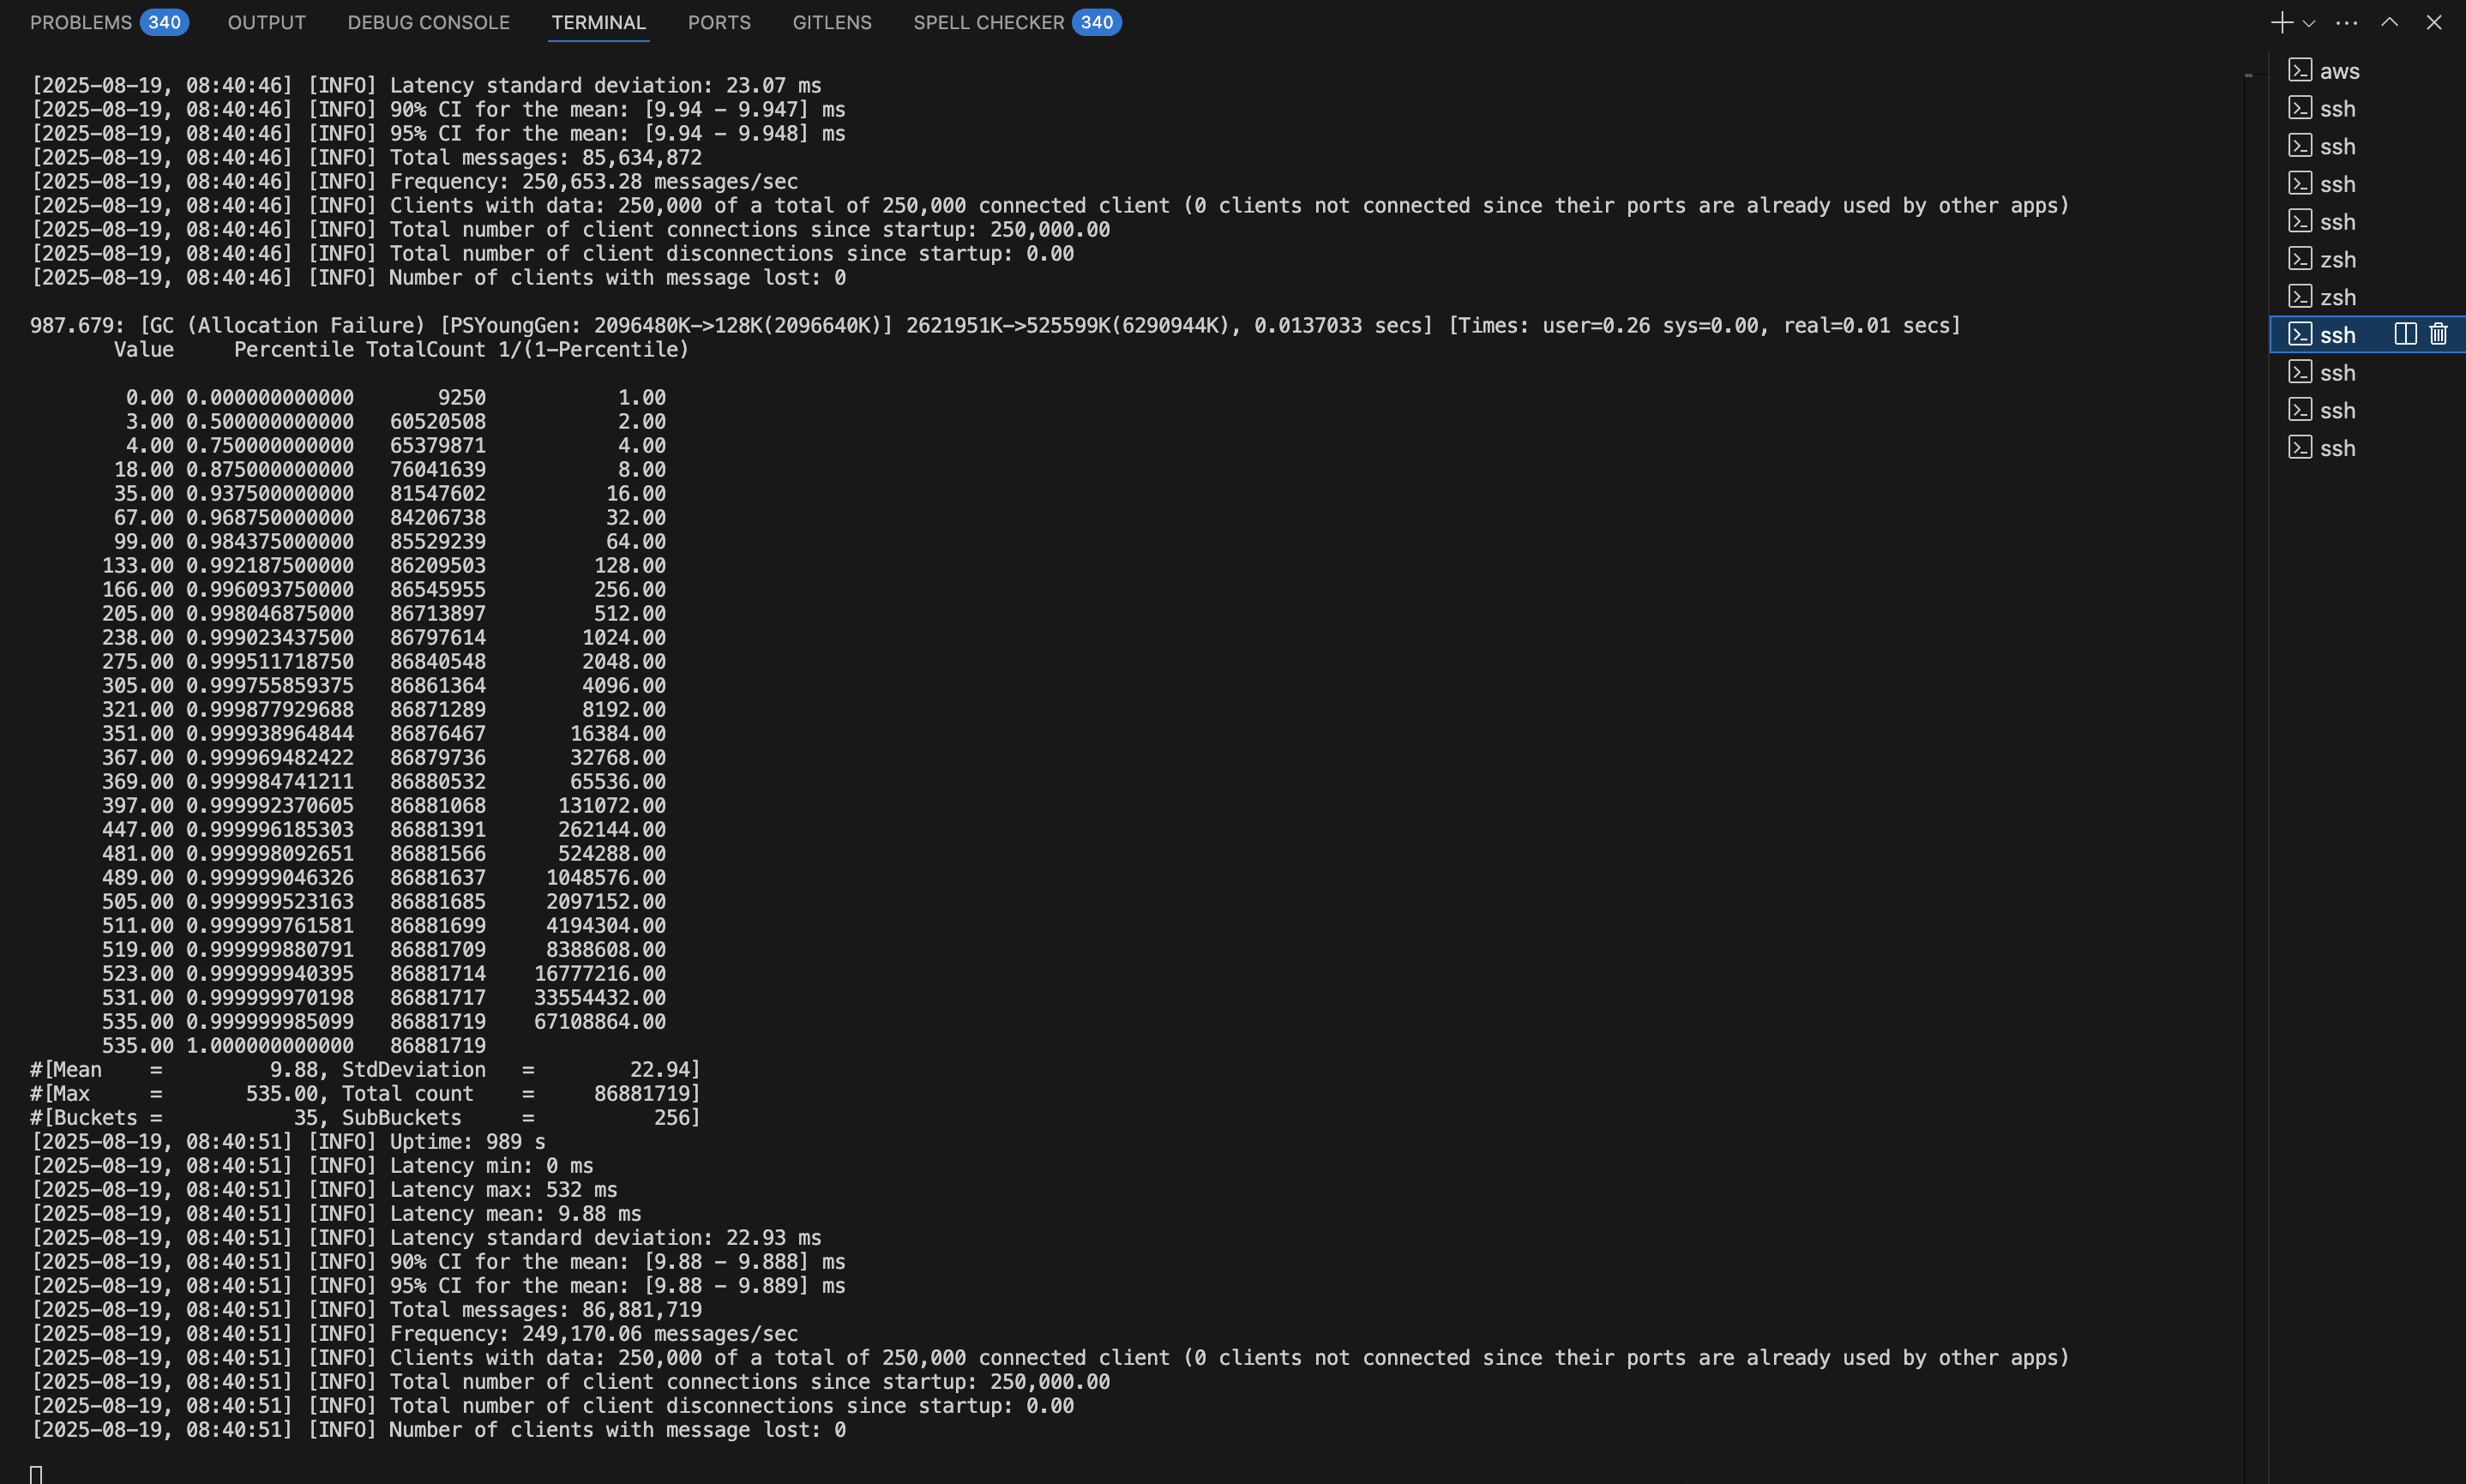 PROBLEMS 340 OUTPUT DEBUG CONSOLE TERMINAL PORTS GITLENS SPELL CHECKER 340
[2025-08-19, 08:40:46] [INFO] Latency standard deviation: 23.07 ms
[2025-08-19, 08:40:46] [INFO] 90% CI for the mean: [9.94 - 9.947] ms
[2025-08-19, 08:40:46] [INFO] 95% CI for the mean: [9.94 - 9.948] ms
[2025-08-19, 08:40:46] [INFO] Total messages: 85,634,872
[2025-08-19, 08:40:46] [INFO] Frequency: 250,653.28 messages/sec
[2025-08-19, 08:40:46] [INFO] Clients with data: 250,000 of a total of 250,000 connected client (0 clients not connected since their ports are already used by other apps)
[2025-08-19, 08:40:46] [INFO] Total number of client connections since startup: 250,000.00
[2025-08-19, 08:40:46] [INFO] Total number of client disconnections since startup: 0.00
[2025-08-19, 08:40:46] [INFO] Number of clients with message lost: 0
987.679: [GC (Allocation Failure) [PSYoungGen: 2096480K->128K(2096640K)] 2621951K->525599K(6290944K), 0.0137033 secs] [Times: user=0.26 sys=0.00, real=0.01 secs]
Value Percentile TotalCount 1/(1-Percentile)
0.00 0.000000000000 9250 1.00
3.00 0.500000000000 60520508 2.00
4.00 0.750000000000 65379871 4.00
18.00 0.875000000000 76041639 8.00
35.00 0.937500000000 81547602 16.00
67.00 0.968750000000 84206738 32.00
99.00 0.984375000000 85529239 64.00
133.00 0.992187500000 86209503 128.00
166.00 0.996093750000 86545955 256.00
205.00 0.998046875000 86713897 512.00
238.00 0.999023437500 86797614 1024.00
275.00 0.999511718750 86840548 2048.00
305.00 0.999755859375 86861364 4096.00
321.00 0.999877929688 86871289 8192.00
351.00 0.999938964844 86876467 16384.00
367.00 0.999969482422 86879736 32768.00
369.00 0.999984741211 86880532 65536.00
397.00 0.999992370605 86881068 131072.00
447.00 0.999996185303 86881391 262144.00
481.00 0.999998092651 86881566 524288.00
489.00 0.999999046326 86881637 1048576.00
505.00 0.999999523163 86881685 2097152.00
511.00 0.999999761581 86881699 4194304.00
519.00 0.999999880791 86881709 8388608.00
523.00 0.999999940395 86881714 16777216.00
531.00 0.999999970198 86881717 33554432.00
535.00 0.999999985099 86881719 67108864.00
535.00 1.000000000000 86881719
#[Mean = 9.88, StdDeviation = 22.94]
#[Max = 535.00, Total count = 86881719]
#[Buckets = 35, SubBuckets = 256]
[2025-08-19, 08:40:51] [INFO] Uptime: 989 s
[2025-08-19, 08:40:51] [INFO] Latency min: 0 ms
[2025-08-19, 08:40:51] [INFO] Latency max: 532 ms
[2025-08-19, 08:40:51] [INFO] Latency mean: 9.88 ms
[2025-08-19, 08:40:51] [INFO] Latency standard deviation: 22.93 ms
[2025-08-19, 08:40:51] [INFO] 90% CI for the mean: [9.88 - 9.888] ms
[2025-08-19, 08:40:51] [INFO] 95% CI for the mean: [9.88 - 9.889] ms
[2025-08-19, 08:40:51] [INFO] Total messages: 86,881,719
[2025-08-19, 08:40:51] [INFO] Frequency: 249,170.06 messages/sec
[2025-08-19, 08:40:51] [INFO] Clients with data: 250,000 of a total of 250,000 connected client (0 clients not connected since their ports are already used by other apps)
[2025-08-19, 08:40:51] [INFO] Total number of client connections since startup: 250,000.00
[2025-08-19, 08:40:51] [INFO] Total number of client disconnections since startup: 0.00
[2025-08-19, 08:40:51] [INFO] Number of clients with message lost: 0
aws
ssh
ssh
ssh
ssh
zsh
zsh
ssh
ssh
ssh
ssh